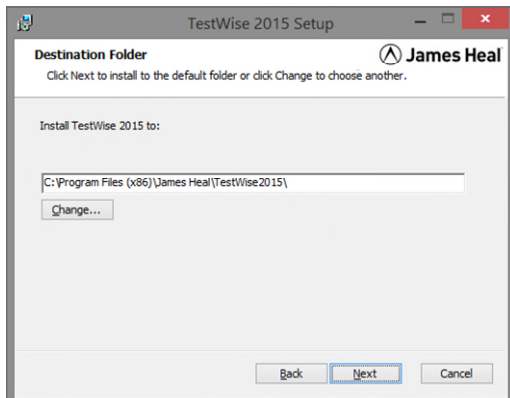 TestWise 2015 Setup
Destination Folder
James Heal
Click Next to install to the default folder or click Change to choose another.
Install TestWise 2015 to:
C:\Program Files (x86)\James Heal\TestWise2015\
Change...
Back Next Cancel